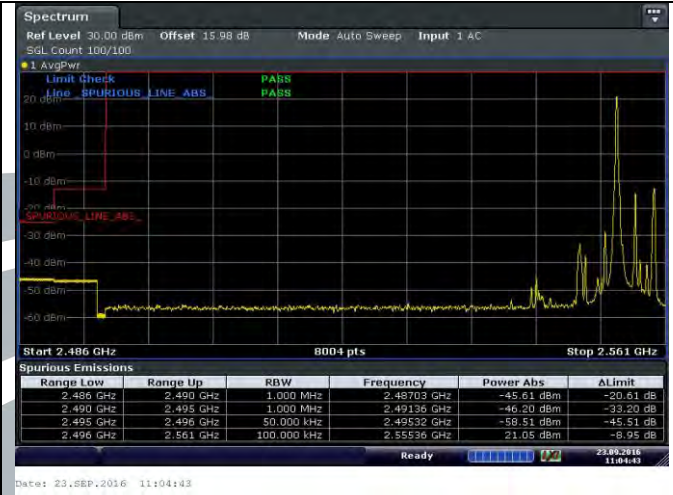 Spectrum
Ref Level 30.00 dBm Offset 15.98 dB Mode Auto Sweep Input 1 AC
SGL Count 100/100
1 AvgPwr
Limit Check PASS
20 dBm Line _SPURIOUS_LINE_ABS_ PASS
10 dBm
0 dBm
-10 dBm
-20 dBm
_SPURIOUS_LINE_ABS_
-30 dBm
-40 dBm
-50 dBm
-60 dBm
Start 2.486 GHz 8004 pts Stop 2.561 GHz
Spurious Emissions
Range Low Range Up RBW Frequency Power Abs ΔLimit
2.486 GHz 2.490 GHz 1.000 MHz 2.48703 GHz -45.61 dBm -20.61 dB
2.490 GHz 2.495 GHz 1.000 MHz 2.49136 GHz -46.20 dBm -33.20 dB
2.495 GHz 2.496 GHz 50.000 kHz 2.49532 GHz -58.51 dBm -45.51 dB
2.496 GHz 2.561 GHz 100.000 kHz 2.55536 GHz 21.05 dBm -8.95 dB
Ready 23.09.2016
11:04:43
Date: 23.SEP.2016 11:04:43